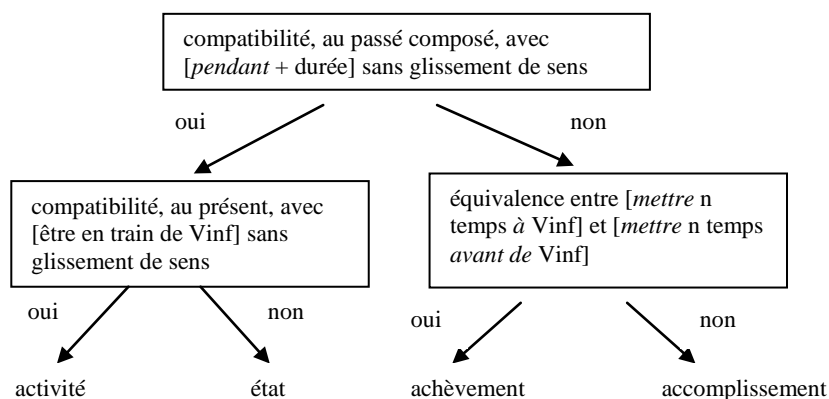 compatibilité, au passé composé, avec
[pendant + durée] sans glissement de sens
oui
non
compatibilité, au présent, avec
[être en train de Vinf] sans
glissement de sens
équivalence entre [mettre n
temps à Vinf] et [mettre n temps
avant de Vinf]
oui
non
oui
non
activité
état
achèvement
accomplissement